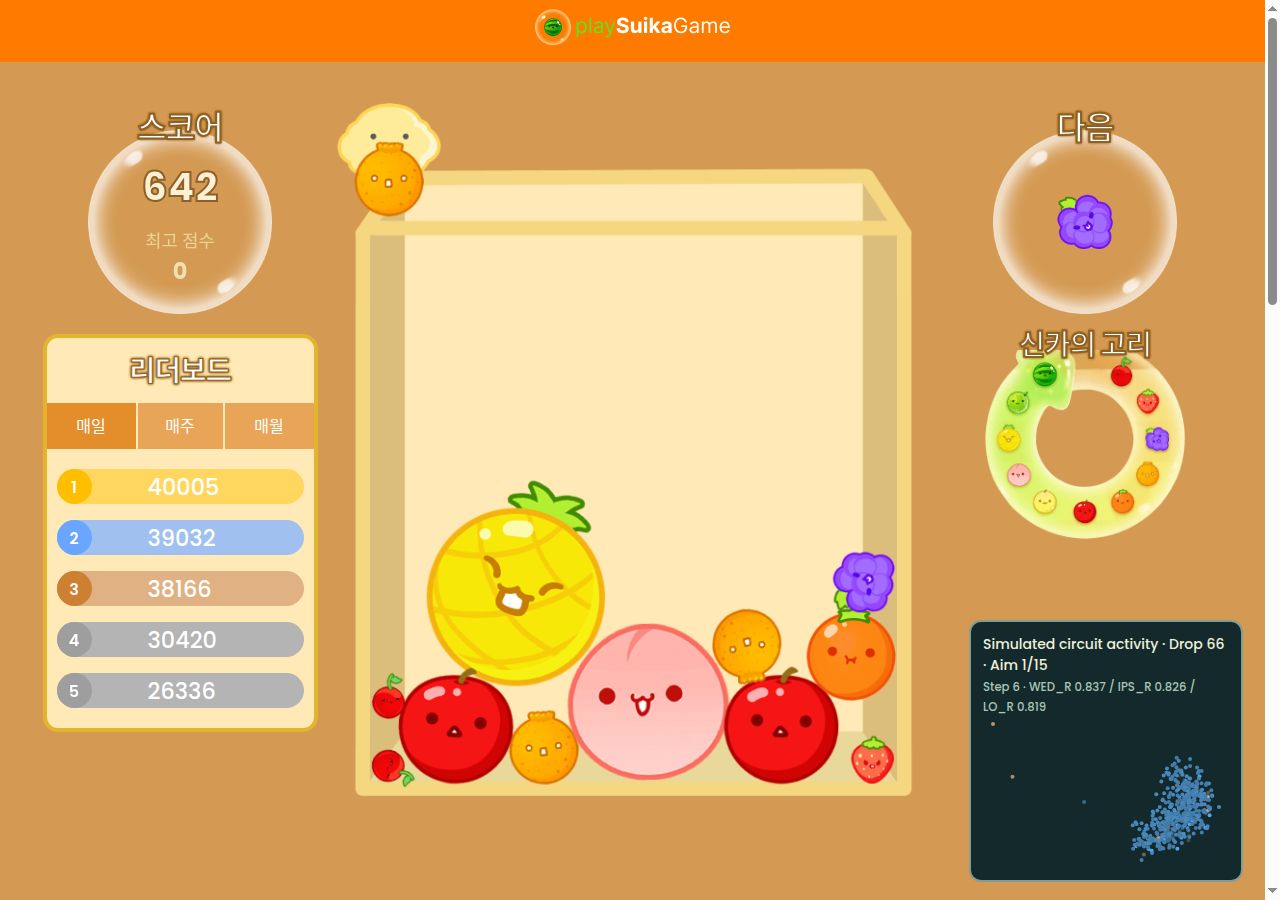 playSuikaGame
스코어
642
최고 점수
0
다음
리더보드
매일 매주 매월
1 40005
2 39032
3 38166
4 30420
5 26336
신카의 고리
Simulated circuit activity · Drop 66
· Aim 1/15
Step 6 · WED_R 0.837 / IPS_R 0.826 /
LO_R 0.819